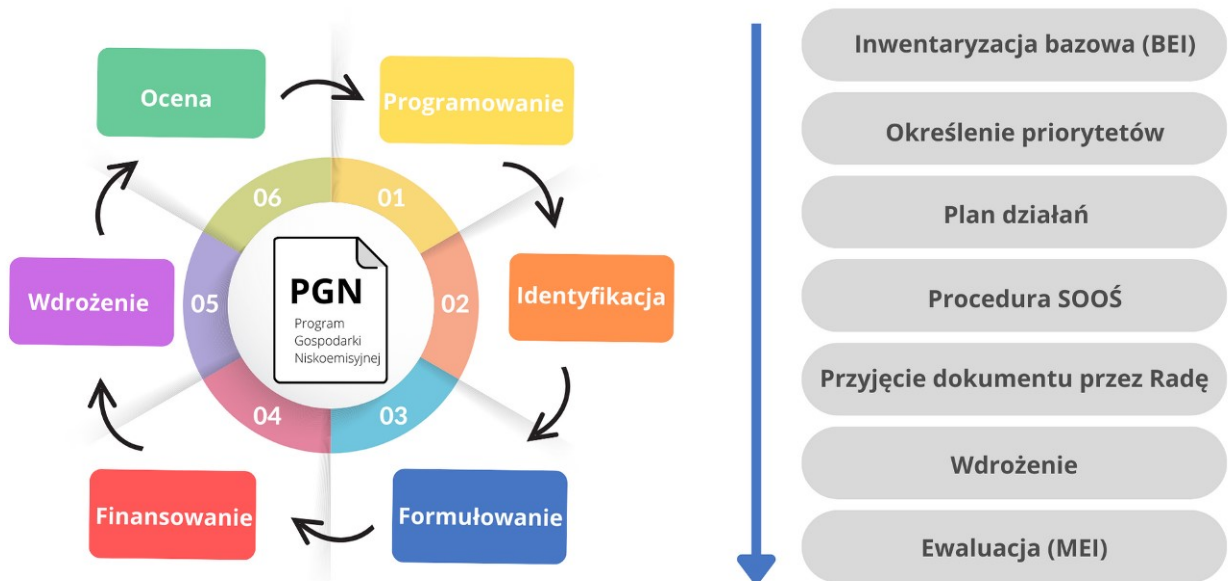 Ocena
Programowanie
06
01
Wdrożenie
05
PGN
Program
Gospodarki
Niskoemisyjnej
02
Identyfikacja
04
03
Finansowanie
Formułowanie
Inwentaryzacja bazowa (BEI)
Określenie priorytetów
Plan działań
Procedura SOOŚ
Przyjęcie dokumentu przez Radę
Wdrożenie
Ewaluacja (MEI)